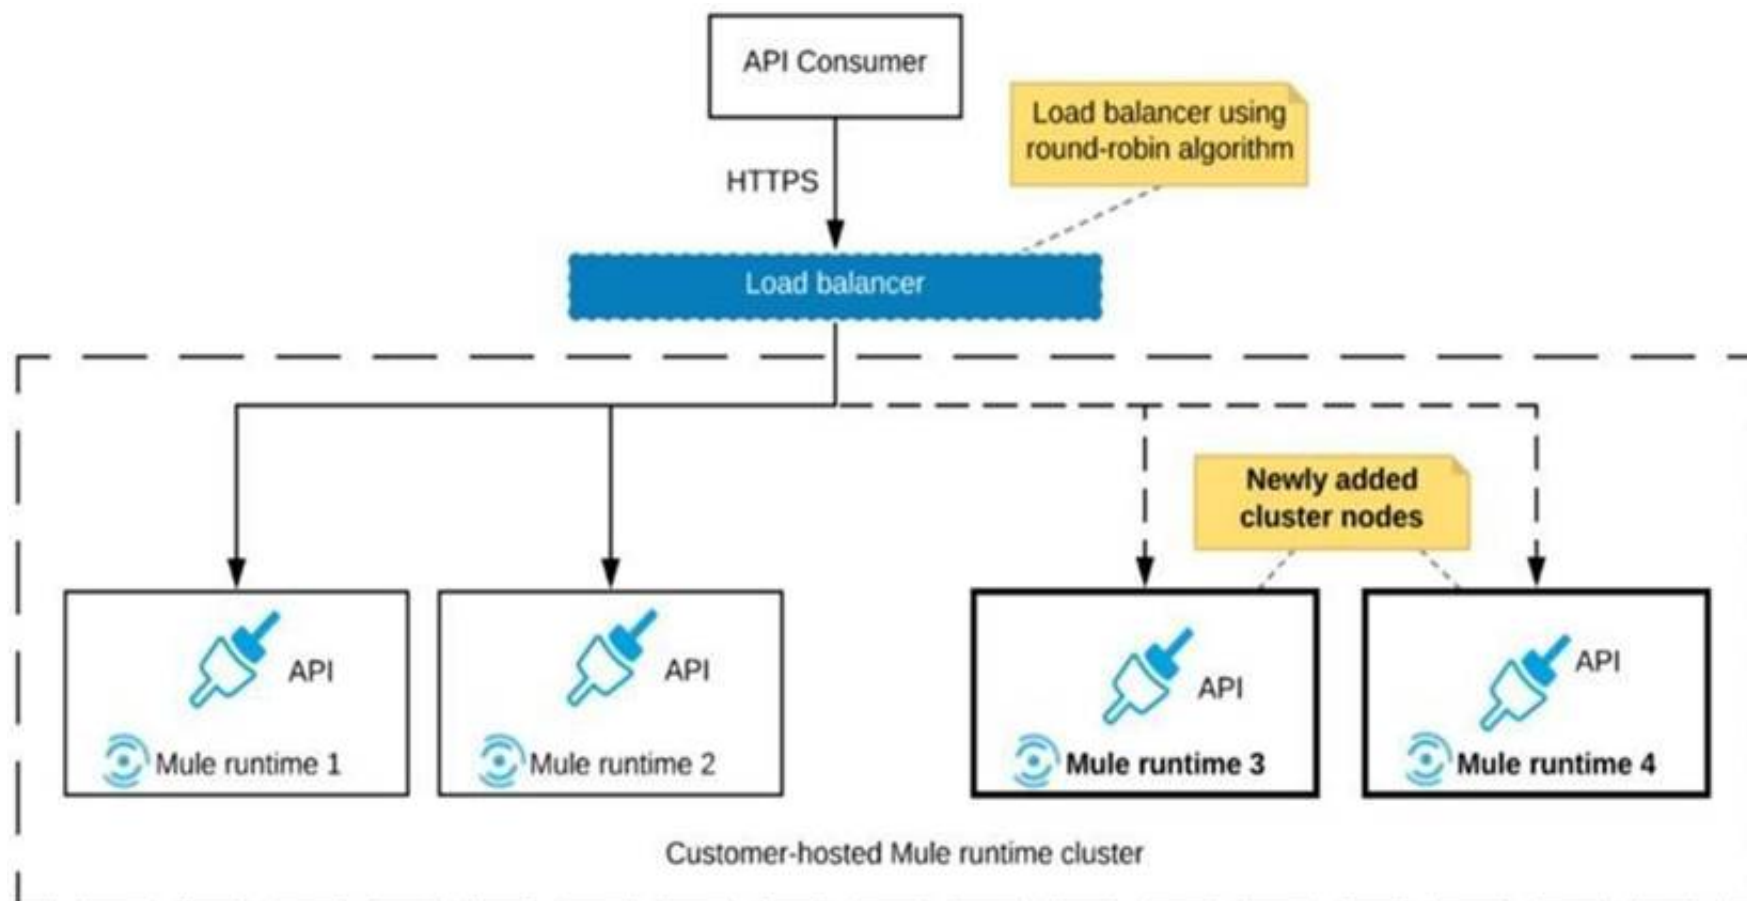 API Consumer
Load balancer using
round-robin algorithm
HTTPS
Load balancer
Newly added
cluster nodes
API
Mule runtime 1
API
Mule runtime 2
API
Mule runtime 3
API
Mule runtime 4
Customer-hosted Mule runtime cluster